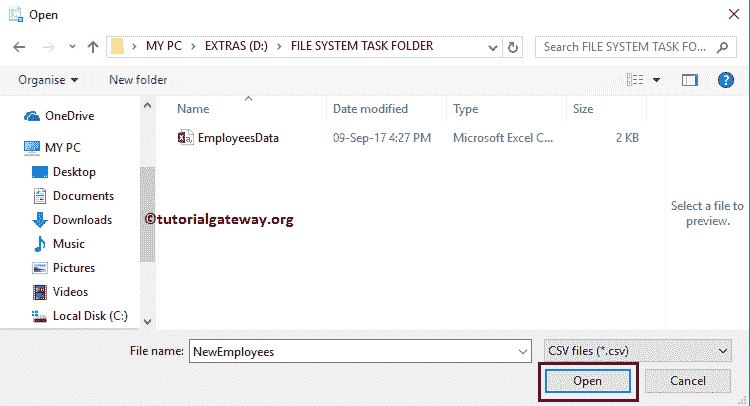 Open
MY PC > EXTRAS (D:) > FILE SYSTEM TASK FOLDER
Search FILE SYSTEM TASK FO...
Organise
New folder
OneDrive
MY PC
Desktop
Documents
Downloads
Music
Pictures
Videos
Local Disk (C:)
Name Date modified Type Size
EmployeesData 09-Sep-17 4:27 PM Microsoft Excel C... 2 KB
©tutorialgateway.org
Select a file to
preview.
File name: NewEmployees CSV files (*.csv)
Open Cancel